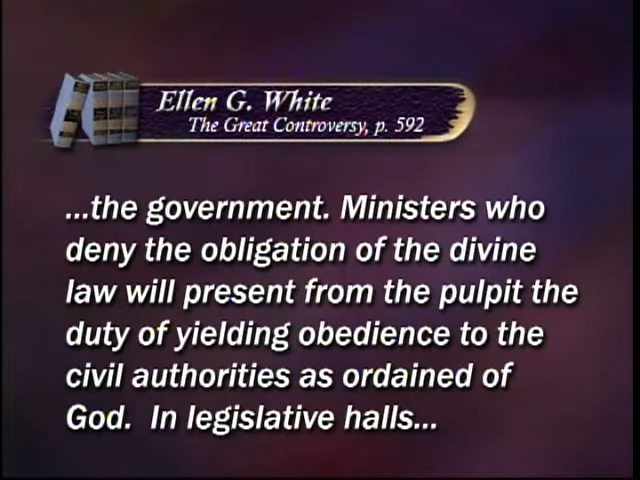 Ellen G. White
The Great Controversy, p. 592
...the government. Ministers who
deny the obligation of the divine
law will present from the pulpit the
duty of yielding obedience to the
civil authorities as ordained of
God. In legislative halls...